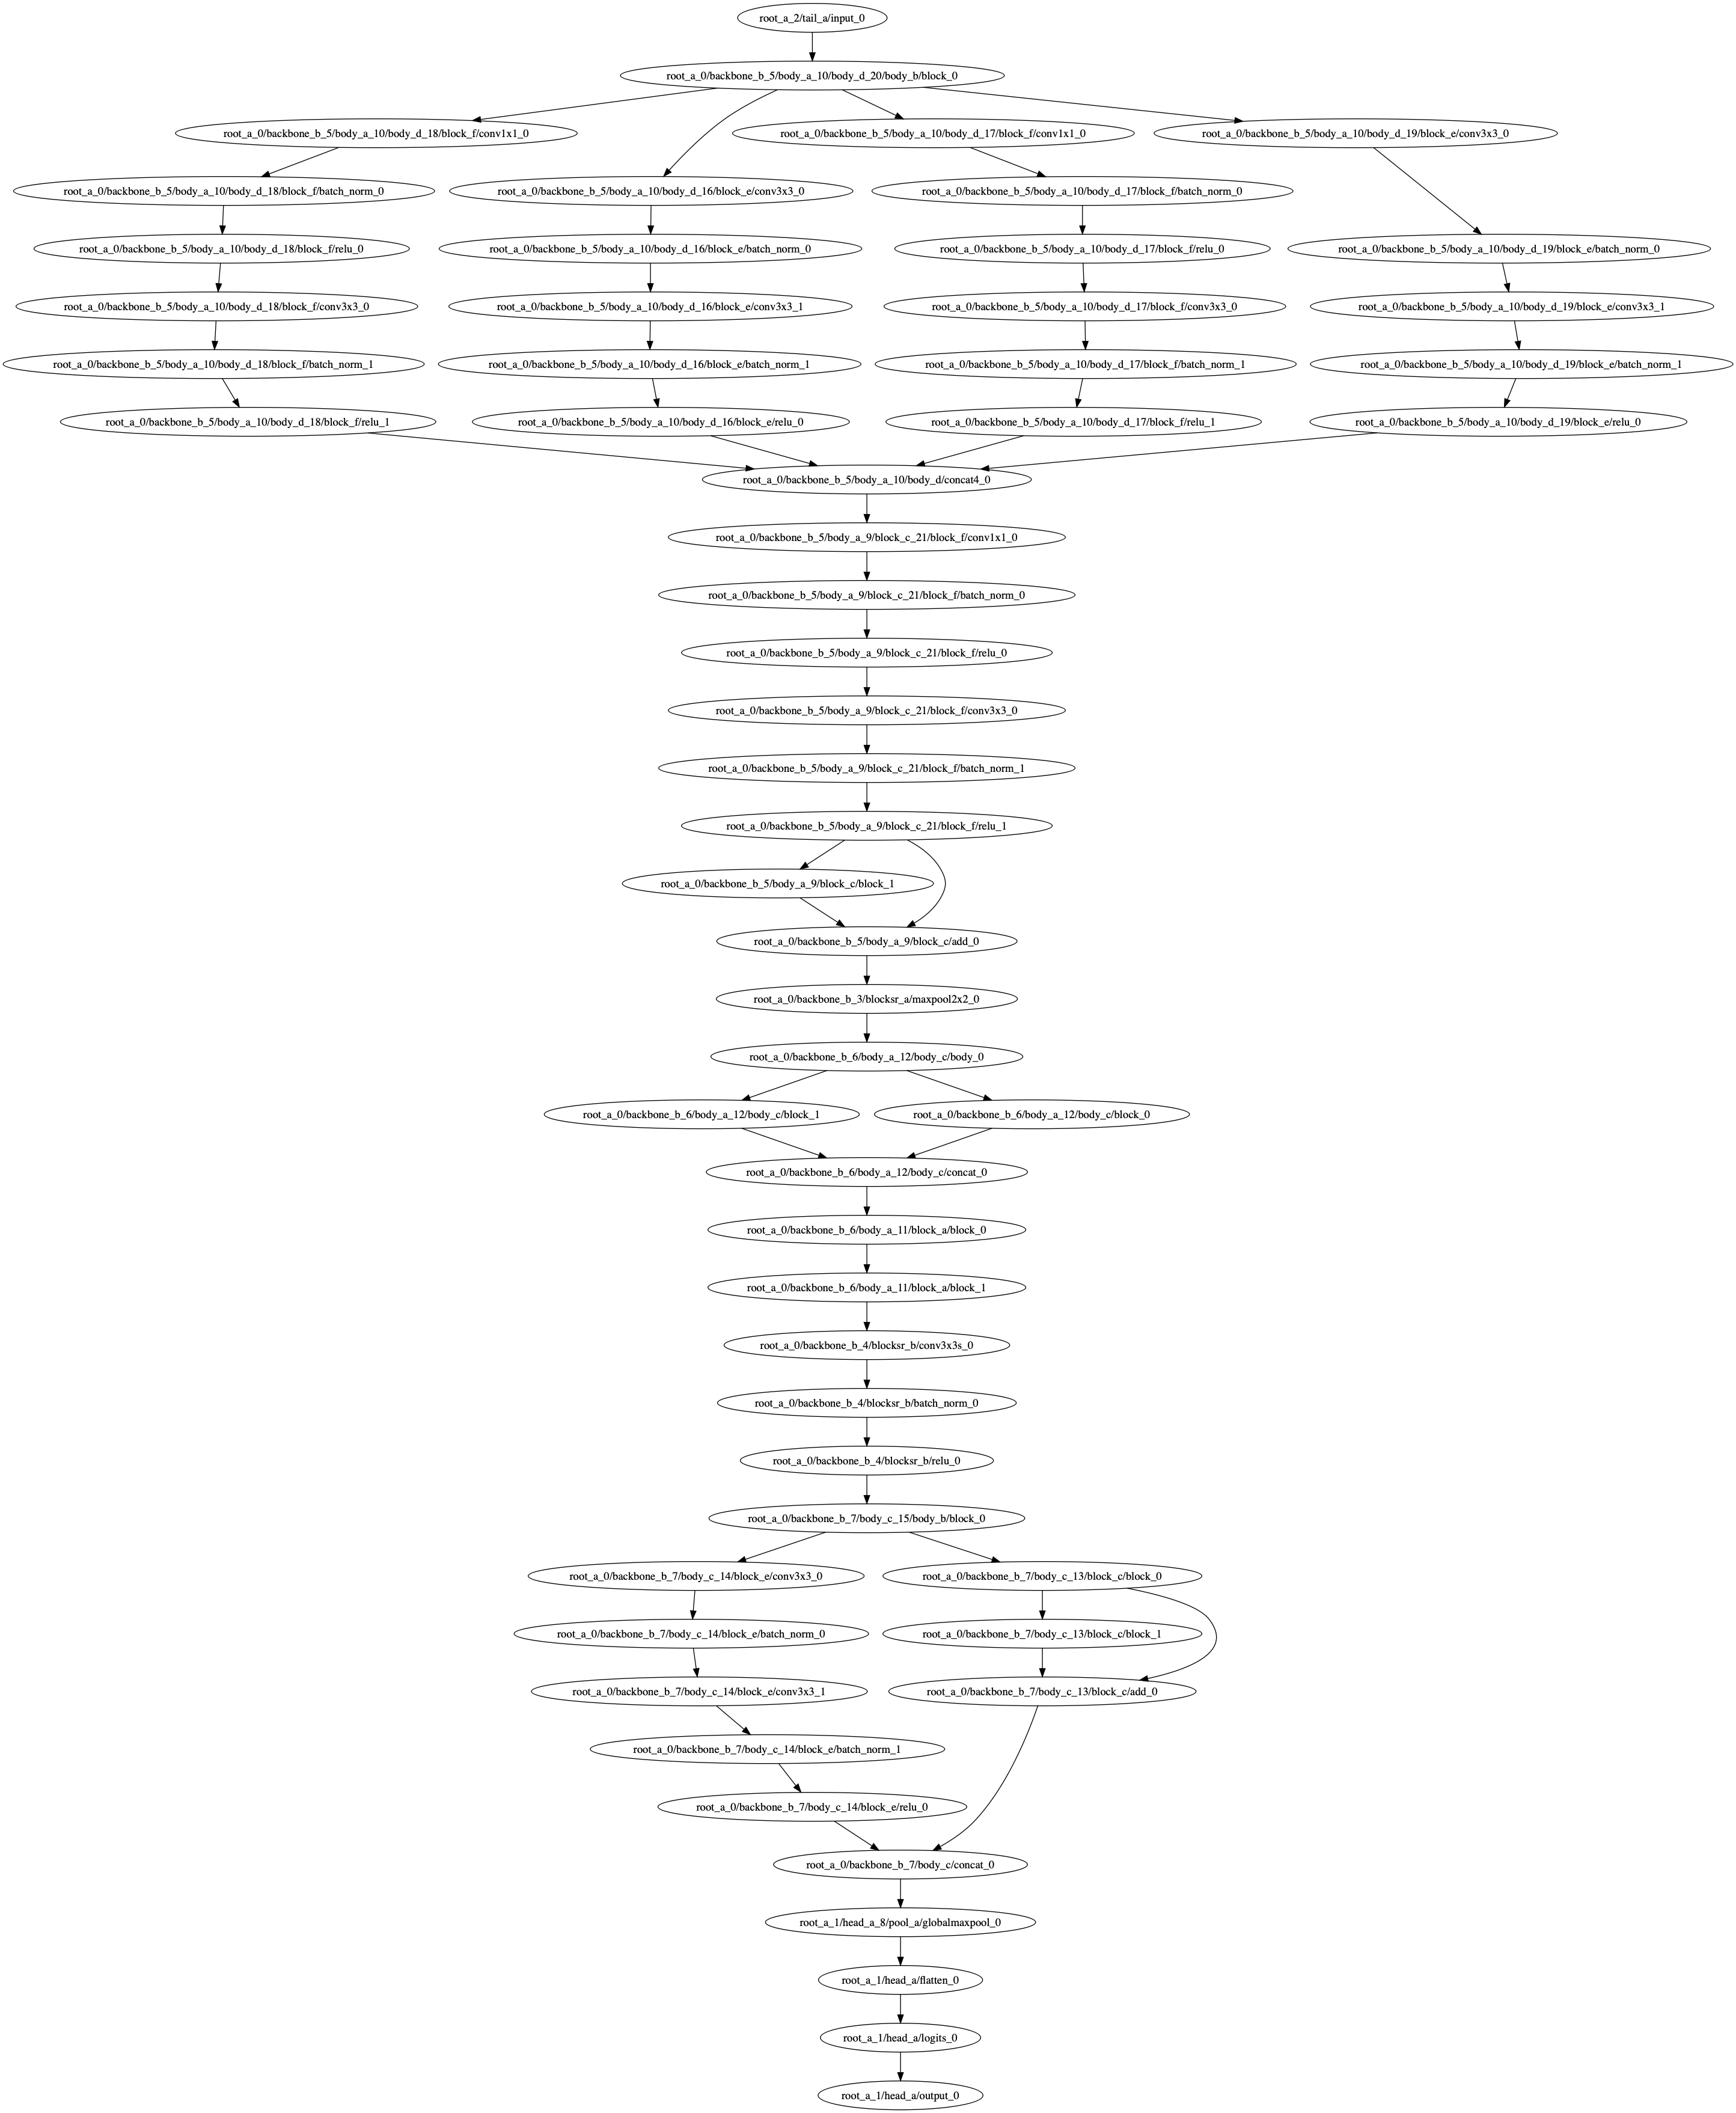 root_a_2/tail_a/input_0
root_a_0/backbone_b_5/body_a_10/body_d_20/body_b/block_0
root_a_0/backbone_b_5/body_a_10/body_d_18/block_f/conv1x1_0
root_a_0/backbone_b_5/body_a_10/body_d_17/block_f/conv1x1_0
root_a_0/backbone_b_5/body_a_10/body_d_19/block_e/conv3x3_0
root_a_0/backbone_b_5/body_a_10/body_d_18/block_f/batch_norm_0
root_a_0/backbone_b_5/body_a_10/body_d_16/block_e/conv3x3_0
root_a_0/backbone_b_5/body_a_10/body_d_17/block_f/batch_norm_0
root_a_0/backbone_b_5/body_a_10/body_d_18/block_f/relu_0
root_a_0/backbone_b_5/body_a_10/body_d_16/block_e/batch_norm_0
root_a_0/backbone_b_5/body_a_10/body_d_17/block_f/relu_0
root_a_0/backbone_b_5/body_a_10/body_d_19/block_e/batch_norm_0
root_a_0/backbone_b_5/body_a_10/body_d_18/block_f/conv3x3_0
root_a_0/backbone_b_5/body_a_10/body_d_16/block_e/conv3x3_1
root_a_0/backbone_b_5/body_a_10/body_d_17/block_f/conv3x3_0
root_a_0/backbone_b_5/body_a_10/body_d_19/block_e/conv3x3_1
root_a_0/backbone_b_5/body_a_10/body_d_18/block_f/batch_norm_1
root_a_0/backbone_b_5/body_a_10/body_d_16/block_e/batch_norm_1
root_a_0/backbone_b_5/body_a_10/body_d_17/block_f/batch_norm_1
root_a_0/backbone_b_5/body_a_10/body_d_19/block_e/batch_norm_1
root_a_0/backbone_b_5/body_a_10/body_d_18/block_f/relu_1
root_a_0/backbone_b_5/body_a_10/body_d_16/block_e/relu_0
root_a_0/backbone_b_5/body_a_10/body_d_17/block_f/relu_1
root_a_0/backbone_b_5/body_a_10/body_d_19/block_e/relu_0
root_a_0/backbone_b_5/body_a_10/body_d/concat4_0
root_a_0/backbone_b_5/body_a_9/block_c_21/block_f/conv1x1_0
root_a_0/backbone_b_5/body_a_9/block_c_21/block_f/batch_norm_0
root_a_0/backbone_b_5/body_a_9/block_c_21/block_f/relu_0
root_a_0/backbone_b_5/body_a_9/block_c_21/block_f/conv3x3_0
root_a_0/backbone_b_5/body_a_9/block_c_21/block_f/batch_norm_1
root_a_0/backbone_b_5/body_a_9/block_c_21/block_f/relu_1
root_a_0/backbone_b_5/body_a_9/block_c/block_1
root_a_0/backbone_b_5/body_a_9/block_c/add_0
root_a_0/backbone_b_3/blocksr_a/maxpool2x2_0
root_a_0/backbone_b_6/body_a_12/body_c/body_0
root_a_0/backbone_b_6/body_a_12/body_c/block_1
root_a_0/backbone_b_6/body_a_12/body_c/block_0
root_a_0/backbone_b_6/body_a_12/body_c/concat_0
root_a_0/backbone_b_6/body_a_11/block_a/block_0
root_a_0/backbone_b_6/body_a_11/block_a/block_1
root_a_0/backbone_b_4/blocksr_b/conv3x3s_0
root_a_0/backbone_b_4/blocksr_b/batch_norm_0
root_a_0/backbone_b_4/blocksr_b/relu_0
root_a_0/backbone_b_7/body_c_15/body_b/block_0
root_a_0/backbone_b_7/body_c_14/block_e/conv3x3_0
root_a_0/backbone_b_7/body_c_13/block_c/block_0
root_a_0/backbone_b_7/body_c_14/block_e/batch_norm_0
root_a_0/backbone_b_7/body_c_13/block_c/block_1
root_a_0/backbone_b_7/body_c_14/block_e/conv3x3_1
root_a_0/backbone_b_7/body_c_13/block_c/add_0
root_a_0/backbone_b_7/body_c_14/block_e/batch_norm_1
root_a_0/backbone_b_7/body_c_14/block_e/relu_0
root_a_0/backbone_b_7/body_c/concat_0
root_a_1/head_a_8/pool_a/globalmaxpool_0
root_a_1/head_a/flatten_0
root_a_1/head_a/logits_0
root_a_1/head_a/output_0